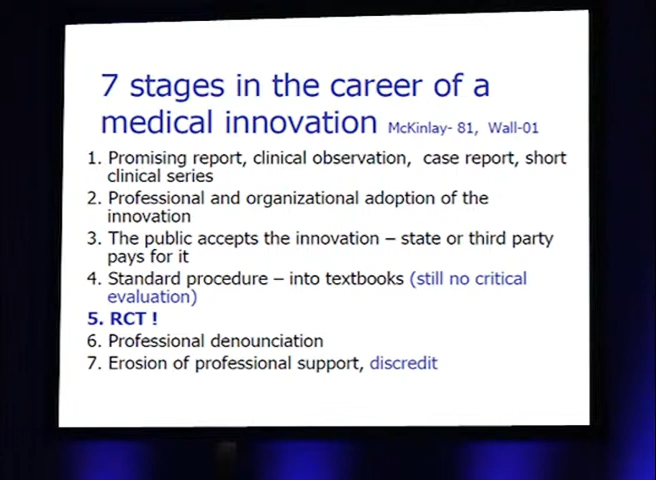 7 stages in the career of a
medical innovation McKinlay- 81, Wall-01
1. Promising report, clinical observation, case report, short
clinical series
2. Professional and organizational adoption of the
innovation
3. The public accepts the innovation – state or third party
pays for it
4. Standard procedure – into textbooks (still no critical
evaluation)
5. RCT !
6. Professional denounciation
7. Erosion of professional support, discredit